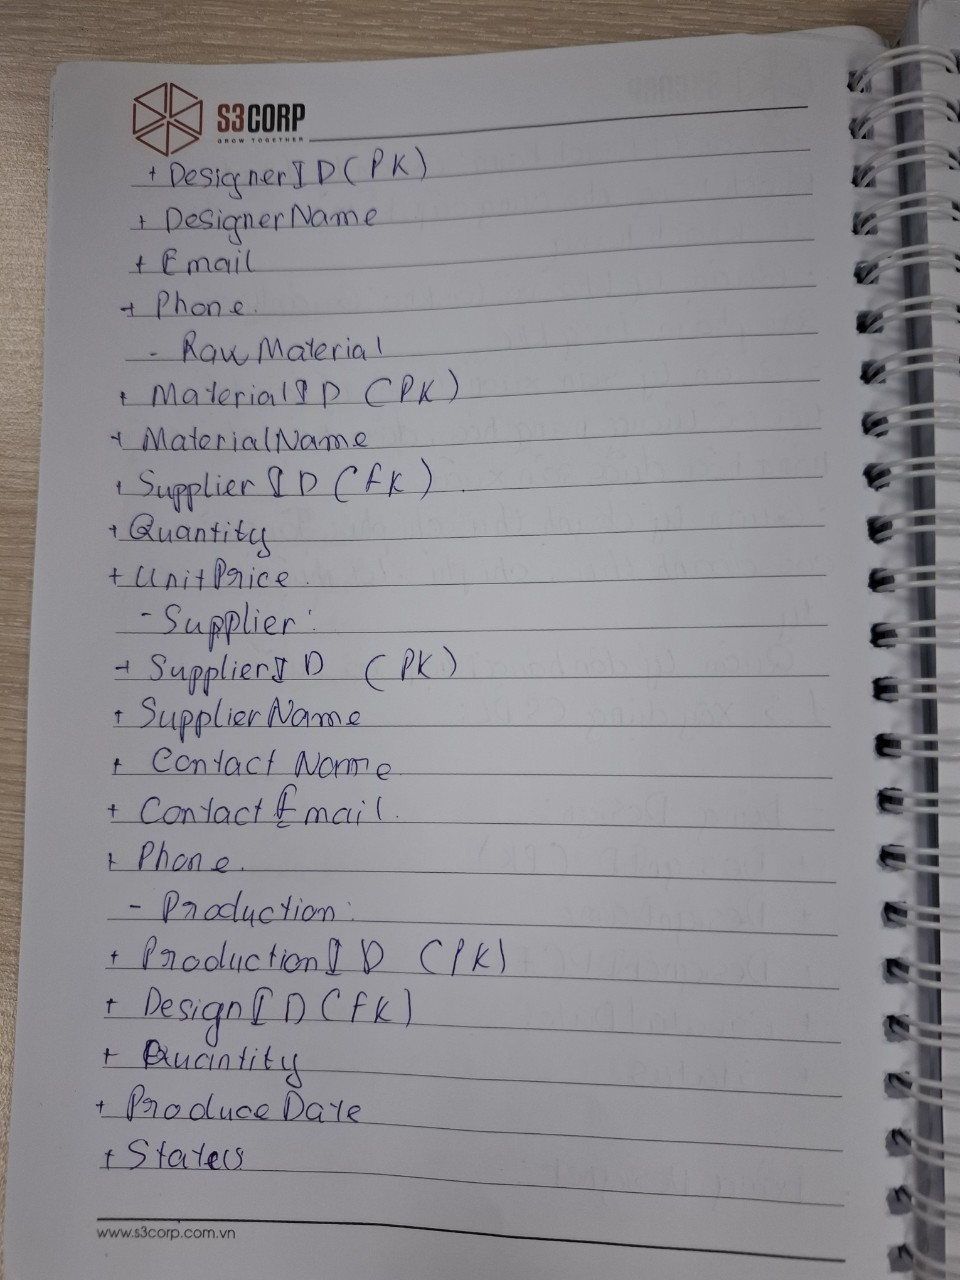 S3CORP
GROW TOGETHER
+ DesignerID (PK)
+ DesignerName
+ Email
+ Phone.
- Raw Material
+ MaterialID (PK)
+ MaterialName
+ SupplierID (fK)
+ Quantity
+ UnitPrice
- Supplier:
+ SupplierID (PK)
+ SupplierName
+ Contact Name
+ Contact Email.
+ Phone.
- Production:
+ ProductionID (PK)
+ DesignID (fK)
+ Quantity
+ ProduceDate
+ Status
www.s3corp.com.vn